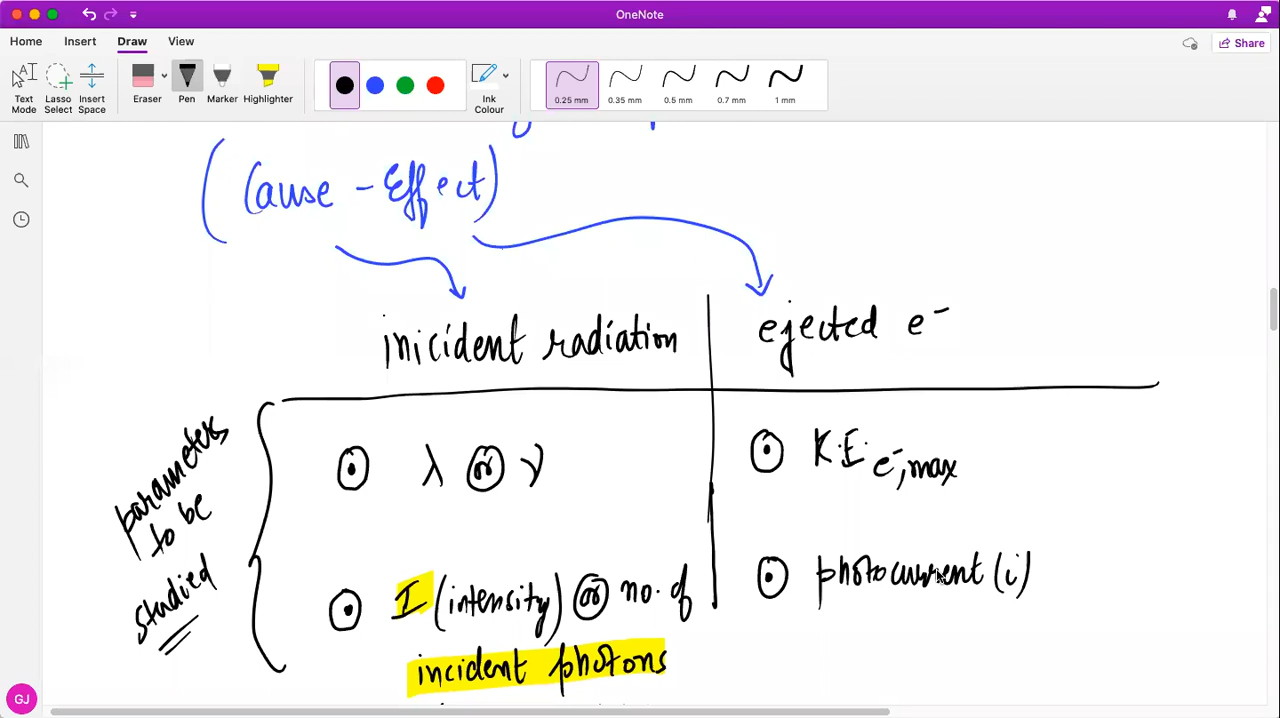 OneNote
Home Insert Draw View
Share
Text Mode
Lasso Select
Insert Space
Eraser
Pen
Marker
Highlighter
Ink Colour
0.25 mm 0.35 mm 0.5 mm 0.7 mm 1 mm
(Cause - Effect)
inicident radiation
ejected e⁻
parameters
to be
studied
⊙ λ or ν
⊙ K.E. e⁻,max
⊙ I (intensity) or no. of
incident photons
⊙ photocurrent (i)
GJ